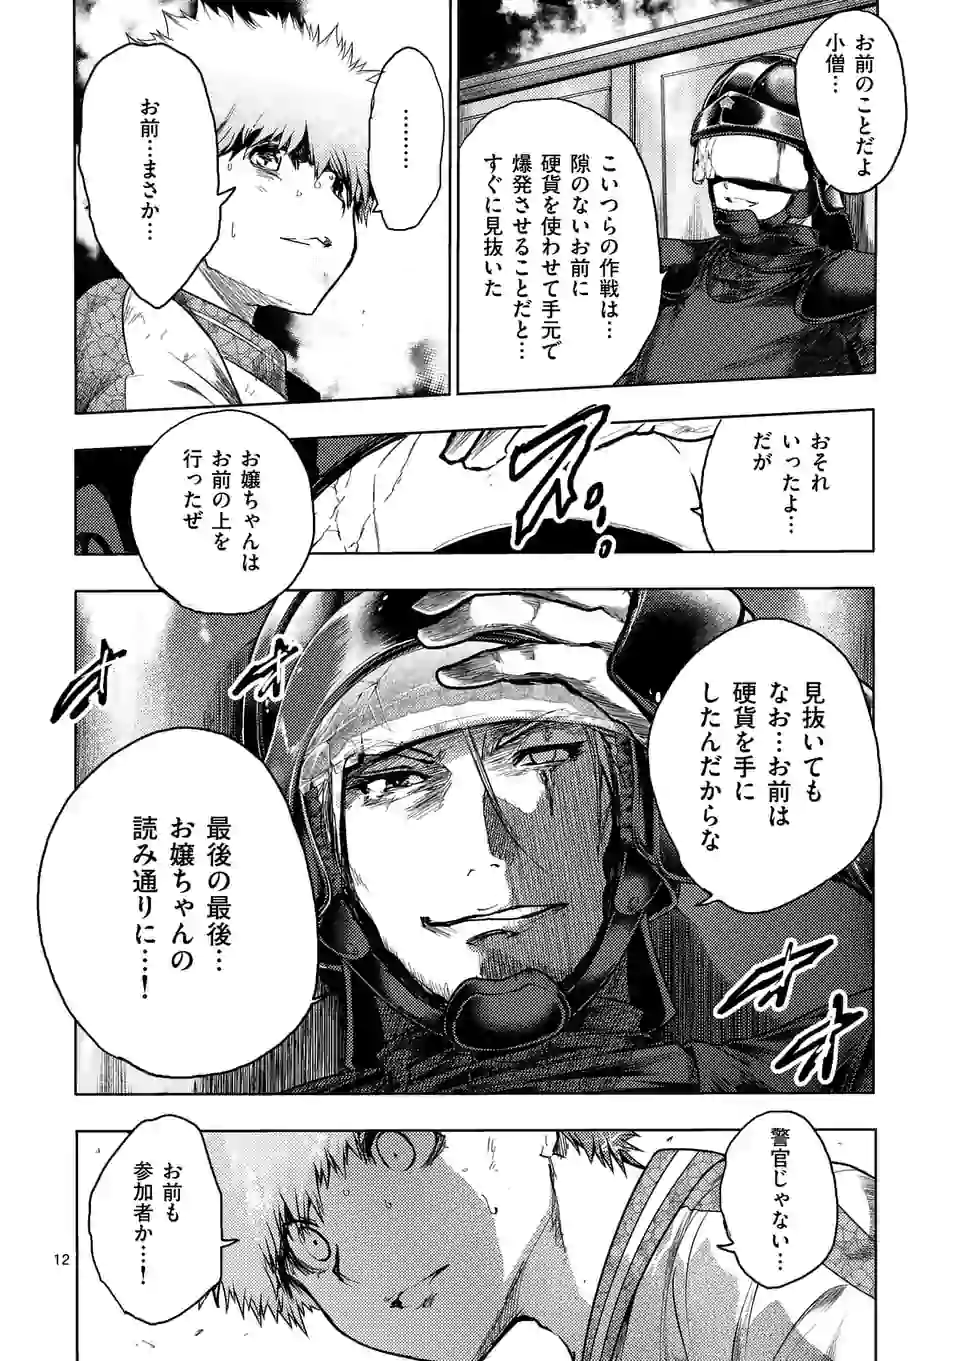 お前のことだよ
小僧…
こいつらの作戦は…
隙のないお前に
硬貨を使わせて手元で
爆発させることだと…
すぐに見抜いた
………
お前…まさか…
おそれ
いったよ…
だが
ズズ…
お嬢ちゃんは
お前の上を
行ったぜ
見抜いても
なお…お前は
硬貨を手に
したんだからな
オオ
最後の最後…
お嬢ちゃんの
読み通りに…!
オオ
警官じゃない…
お前も
参加者か…!
12